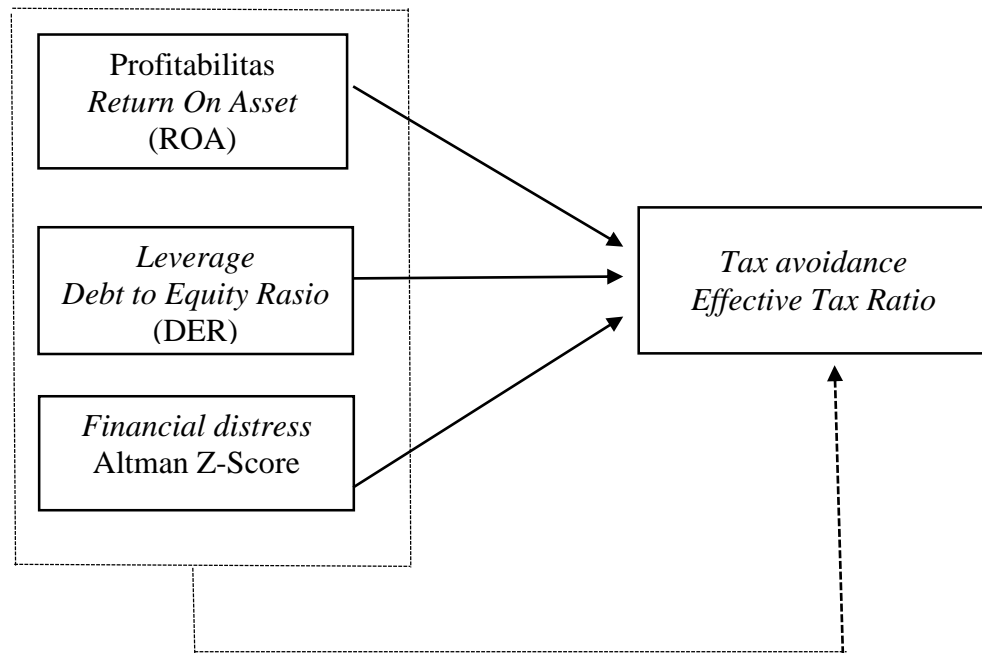 Profitabilitas
Return On Asset
(ROA)
Leverage
Debt to Equity Rasio
(DER)
Financial distress
Altman Z-Score
Tax avoidance
Effective Tax Ratio